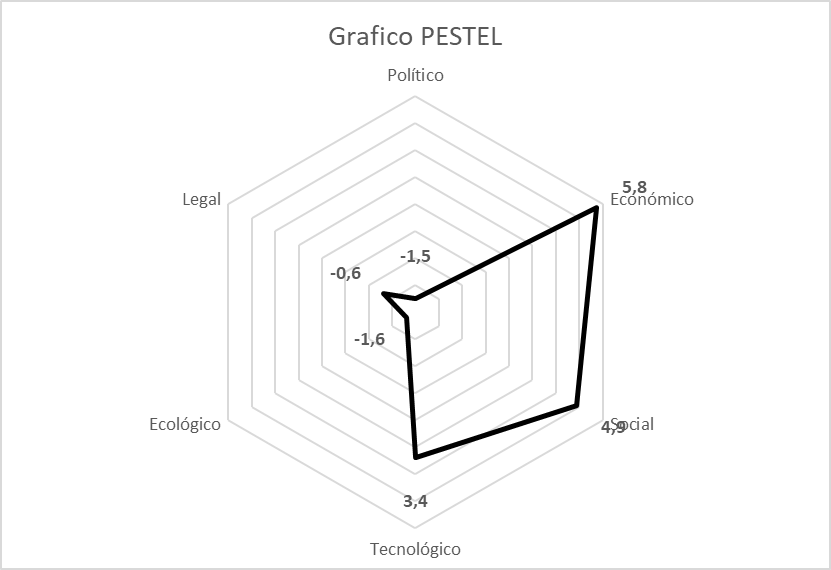 Grafico PESTEL
Político
5,8
Económico
Legal
-1,5
-0,6
-1,6
Ecológico
Social
4,9
3,4
Tecnológico